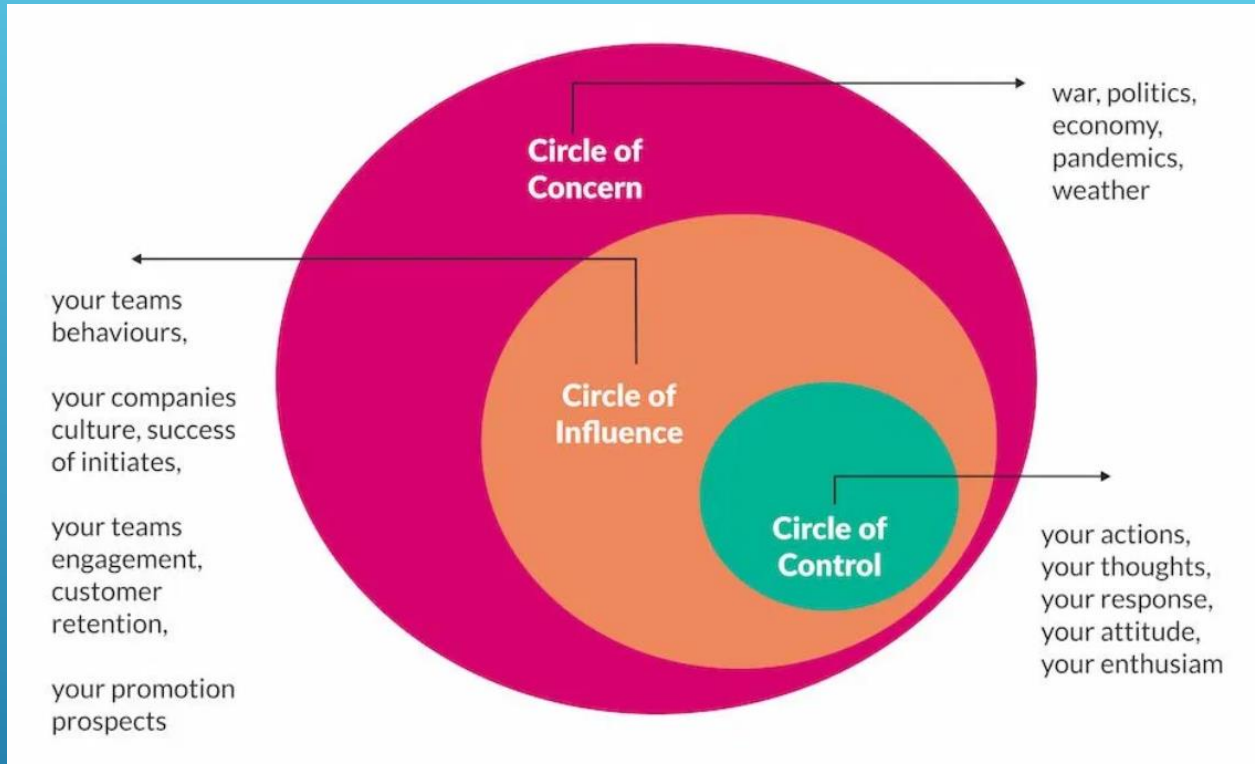 Circle of
Concern
war, politics,
economy,
pandemics,
weather
your teams
behaviours,
your companies
culture, success
of initiates,
your teams
engagement,
customer
retention,
your promotion
prospects
Circle of
Influence
Circle of
Control
your actions,
your thoughts,
your response,
your attitude,
your enthusiam